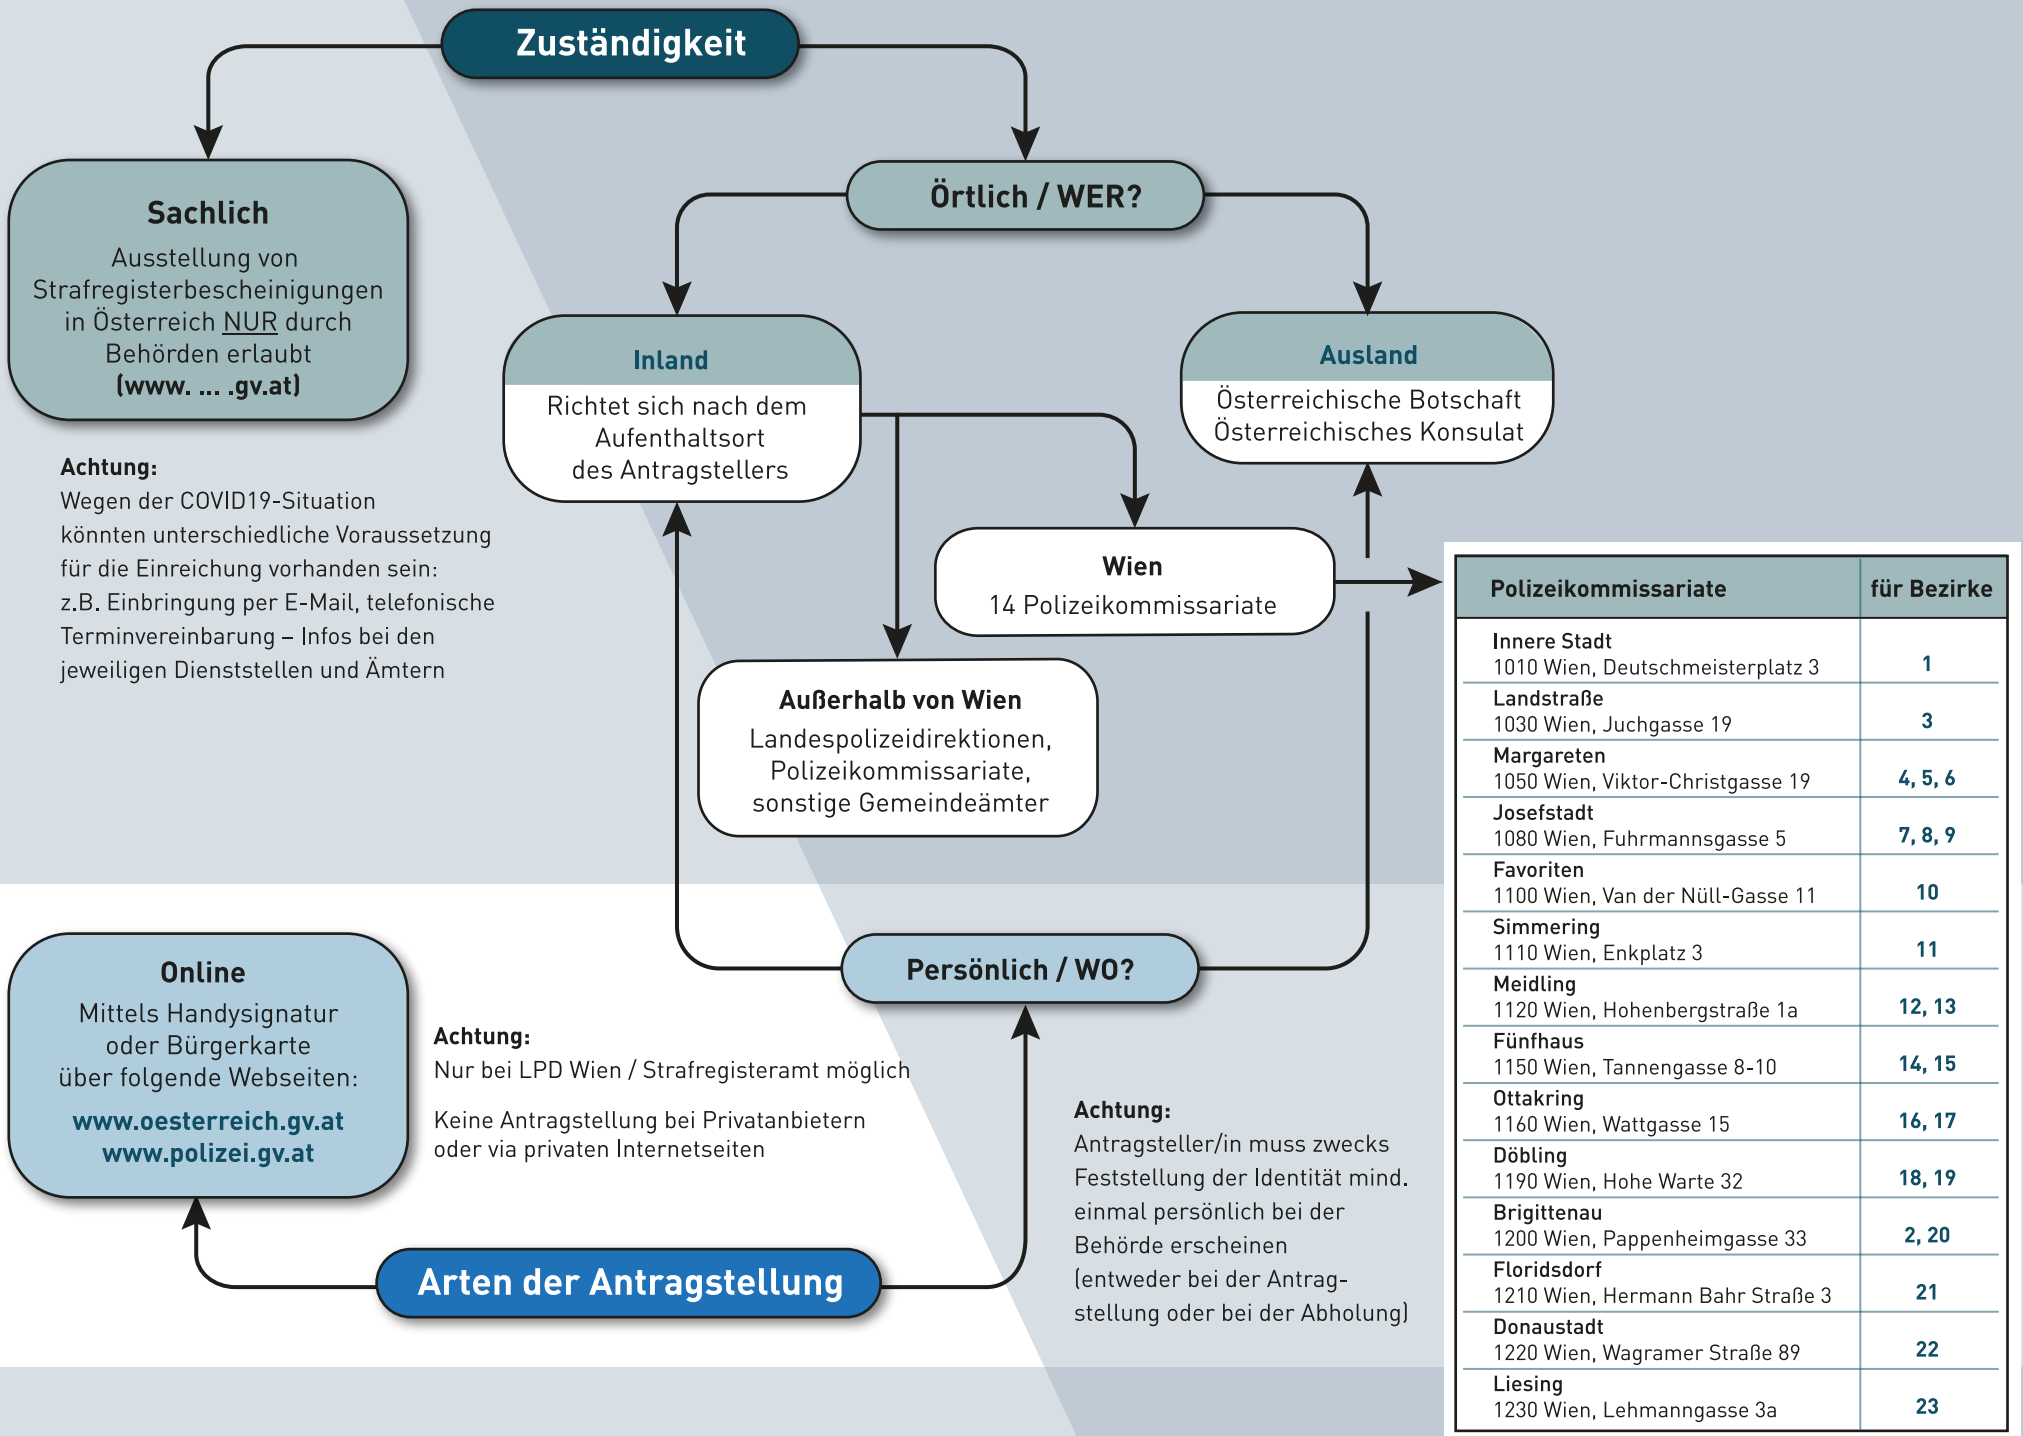 Zuständigkeit
Sachlich
Ausstellung von
Strafregisterbescheinigungen
in Österreich NUR durch
Behörden erlaubt
(www. ... .gv.at)
Achtung:
Wegen der COVID19-Situation
könnten unterschiedliche Voraussetzung
für die Einreichung vorhanden sein:
z.B. Einbringung per E-Mail, telefonische
Terminvereinbarung – Infos bei den
jeweiligen Dienststellen und Ämtern
Örtlich / WER?
Inland
Richtet sich nach dem
Aufenthaltsort
des Antragstellers
Ausland
Österreichische Botschaft
Österreichisches Konsulat
Wien
14 Polizeikommissariate
Außerhalb von Wien
Landespolizeidirektionen,
Polizeikommissariate,
sonstige Gemeindeämter
Polizeikommissariate für Bezirke
Innere Stadt
1010 Wien, Deutschmeisterplatz 3 1
Landstraße
1030 Wien, Juchgasse 19 3
Margareten
1050 Wien, Viktor-Christgasse 19 4, 5, 6
Josefstadt
1080 Wien, Fuhrmannsgasse 5 7, 8, 9
Favoriten
1100 Wien, Van der Nüll-Gasse 11 10
Simmering
1110 Wien, Enkplatz 3 11
Meidling
1120 Wien, Hohenbergstraße 1a 12, 13
Fünfhaus
1150 Wien, Tannengasse 8-10 14, 15
Ottakring
1160 Wien, Wattgasse 15 16, 17
Döbling
1190 Wien, Hohe Warte 32 18, 19
Brigittenau
1200 Wien, Pappenheimgasse 33 2, 20
Floridsdorf
1210 Wien, Hermann Bahr Straße 3 21
Donaustadt
1220 Wien, Wagramer Straße 89 22
Liesing
1230 Wien, Lehmanngasse 3a 23
Persönlich / WO?
Online
Mittels Handysignatur
oder Bürgerkarte
über folgende Webseiten:
www.oesterreich.gv.at
www.polizei.gv.at
Achtung:
Nur bei LPD Wien / Strafregisteramt möglich
Keine Antragstellung bei Privatanbietern
oder via privaten Internetseiten
Achtung:
Antragsteller/in muss zwecks
Feststellung der Identität mind.
einmal persönlich bei der
Behörde erscheinen
(entweder bei der Antrag-
stellung oder bei der Abholung)
Arten der Antragstellung